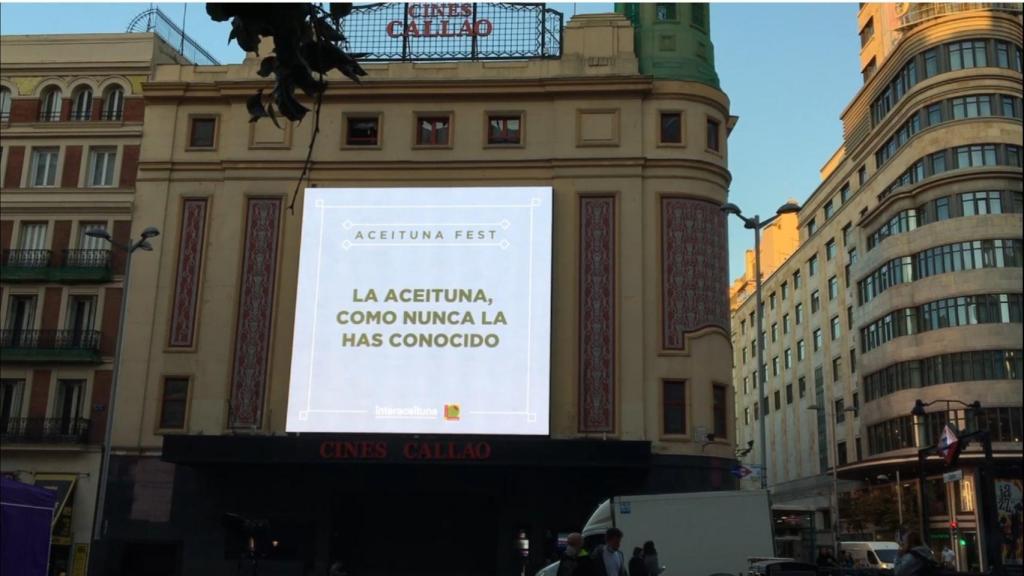 CINES
CALLAO
ACEITUNA FEST
LA ACEITUNA,
COMO NUNCA LA
HAS CONOCIDO
interaceituna
CINES CALLAO